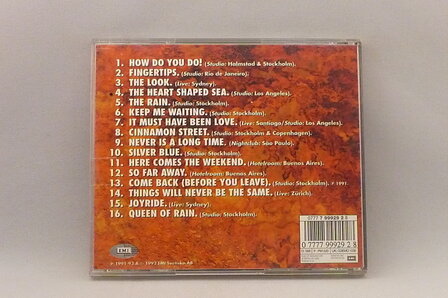 1. HOW DO YOU DO! (Studio: Halmstad & Stockholm).
2. FINGERTIPS. (Studio: Rio de Janeiro).
3. THE LOOK. (Live: Sydney).
4. THE HEART SHAPED SEA. (Studio: Los Angeles).
5. THE RAIN. (Studio: Stockholm).
6. KEEP ME WAITING. (Studio: Stockholm).
7. IT MUST HAVE BEEN LOVE. (Live: Santiago/Studio: Los Angeles).
8. CINNAMON STREET. (Studio: Stockholm & Copenhagen).
9. NEVER IS A LONG TIME. (Nightclub: São Paulo).
10. SILVER BLUE. (Studio: Stockholm).
11. HERE COMES THE WEEKEND. (Hotelroom: Buenos Aires).
12. SO FAR AWAY. (Hotelroom: Buenos Aires).
13. COME BACK (BEFORE YOU LEAVE). (Studio: Stockholm). ℗ 1991.
14. THINGS WILL NEVER BE THE SAME. (Live: Zürich).
15. JOYRIDE. (Live: Sydney).
16. QUEEN OF RAIN. (Studio: Stockholm).
0777 7 99929 2 8
0 77779 99292 8
EMI
EMI